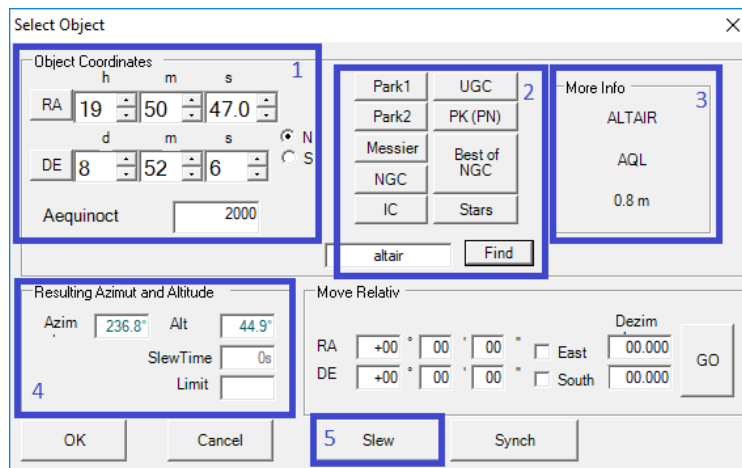 Select Object
Object Coordinates
1
h m s
RA 19 50 47.0
d m s
N
DE 8 52 6
S
Aequinoct 2000
Park1 UGC
2
Park2 PK (PN)
Messier
Best of
NGC
NGC
IC Stars
altair Find
More Info
3
ALTAIR
AQL
0.8 m
Resulting Azimut and Altitude
Azim 236.8° Alt 44.9°
SlewTime 0s
Limit
4
Move Relativ
Dezim
RA +00 ° 00 ' 00 " East 00.000
DE +00 ° 00 ' 00 " South 00.000
GO
OK Cancel 5 Slew Synch